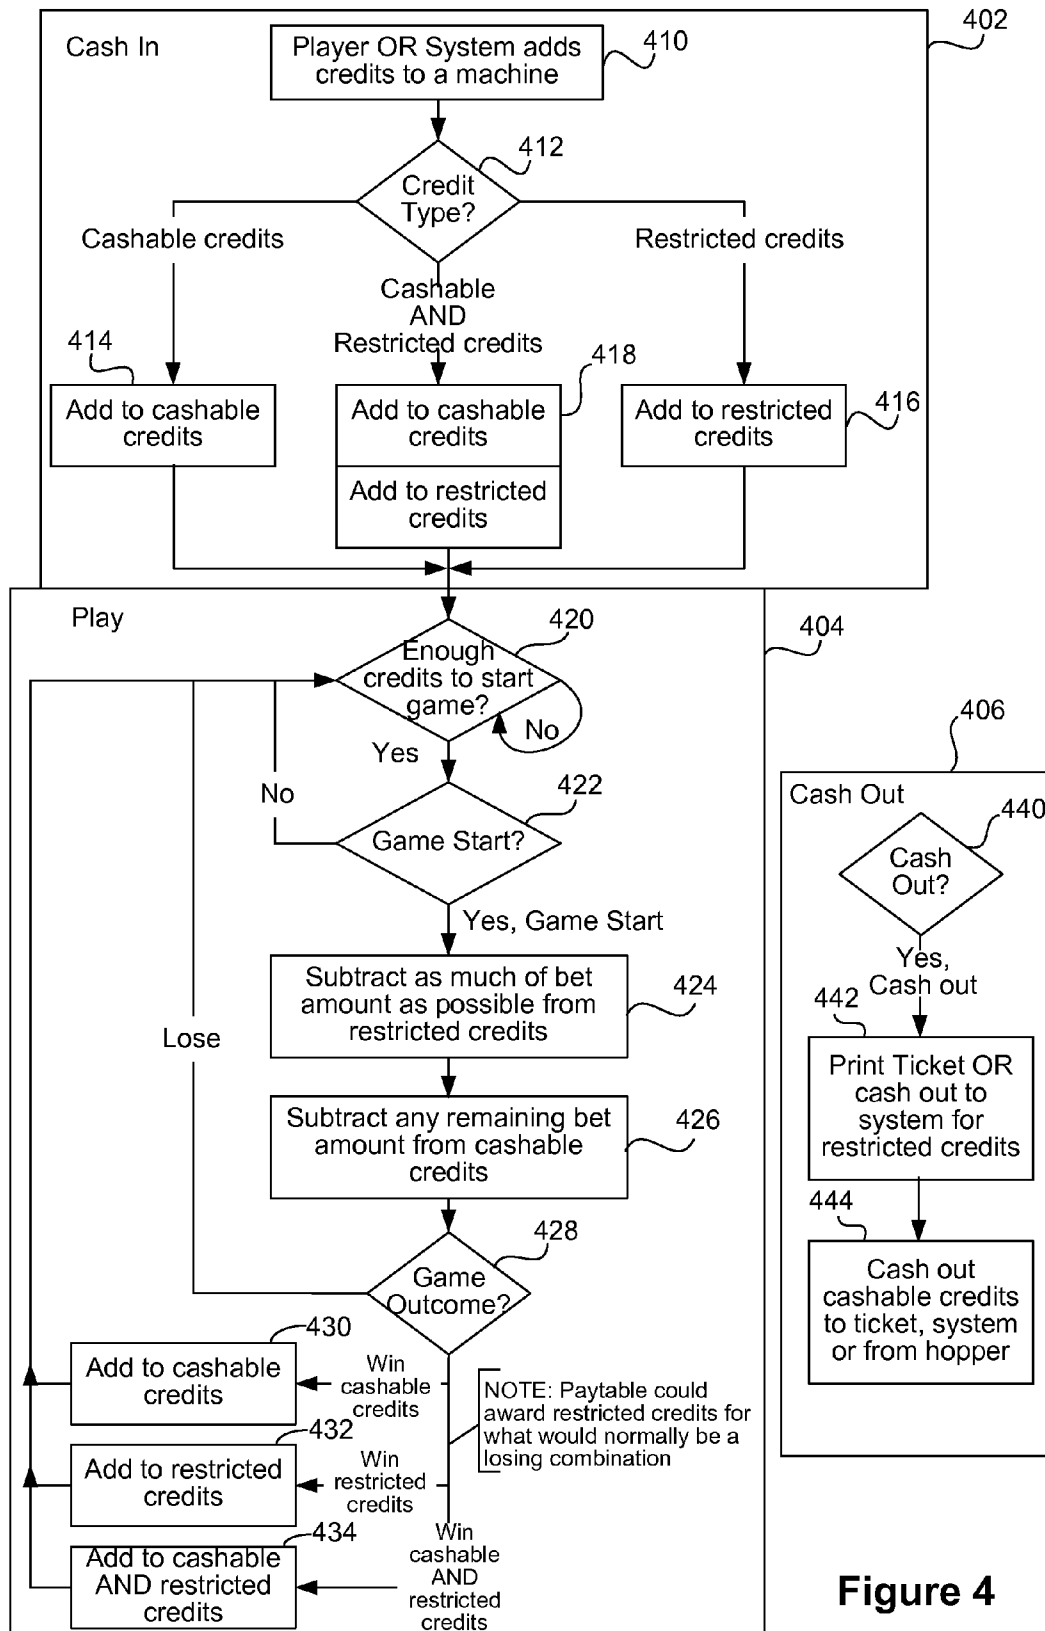 Cash In
402
Player OR System adds
credits to a machine
410
412
Credit
Type?
Cashable credits
Restricted credits
Cashable
AND
Restricted credits
414
418
Add to cashable
credits
Add to cashable
credits
Add to restricted
credits
416
Add to restricted
credits
Play
420
404
Enough
credits to start
game?
No
Yes
No
422
Game Start?
Yes, Game Start
Subtract as much of bet
amount as possible from
restricted credits
424
Lose
Subtract any remaining bet
amount from cashable
credits
426
428
Game
Outcome?
430
Add to cashable
credits
Win
cashable
credits
NOTE: Paytable could
award restricted credits for
what would normally be a
losing combination
432
Add to restricted
credits
Win
restricted
credits
434
Add to cashable
AND restricted
credits
Win
cashable
AND
restricted
credits
406
Cash Out
440
Cash
Out?
Yes,
Cash out
442
Print Ticket OR
cash out to
system for
restricted credits
444
Cash out
cashable credits
to ticket, system
or from hopper
Figure 4